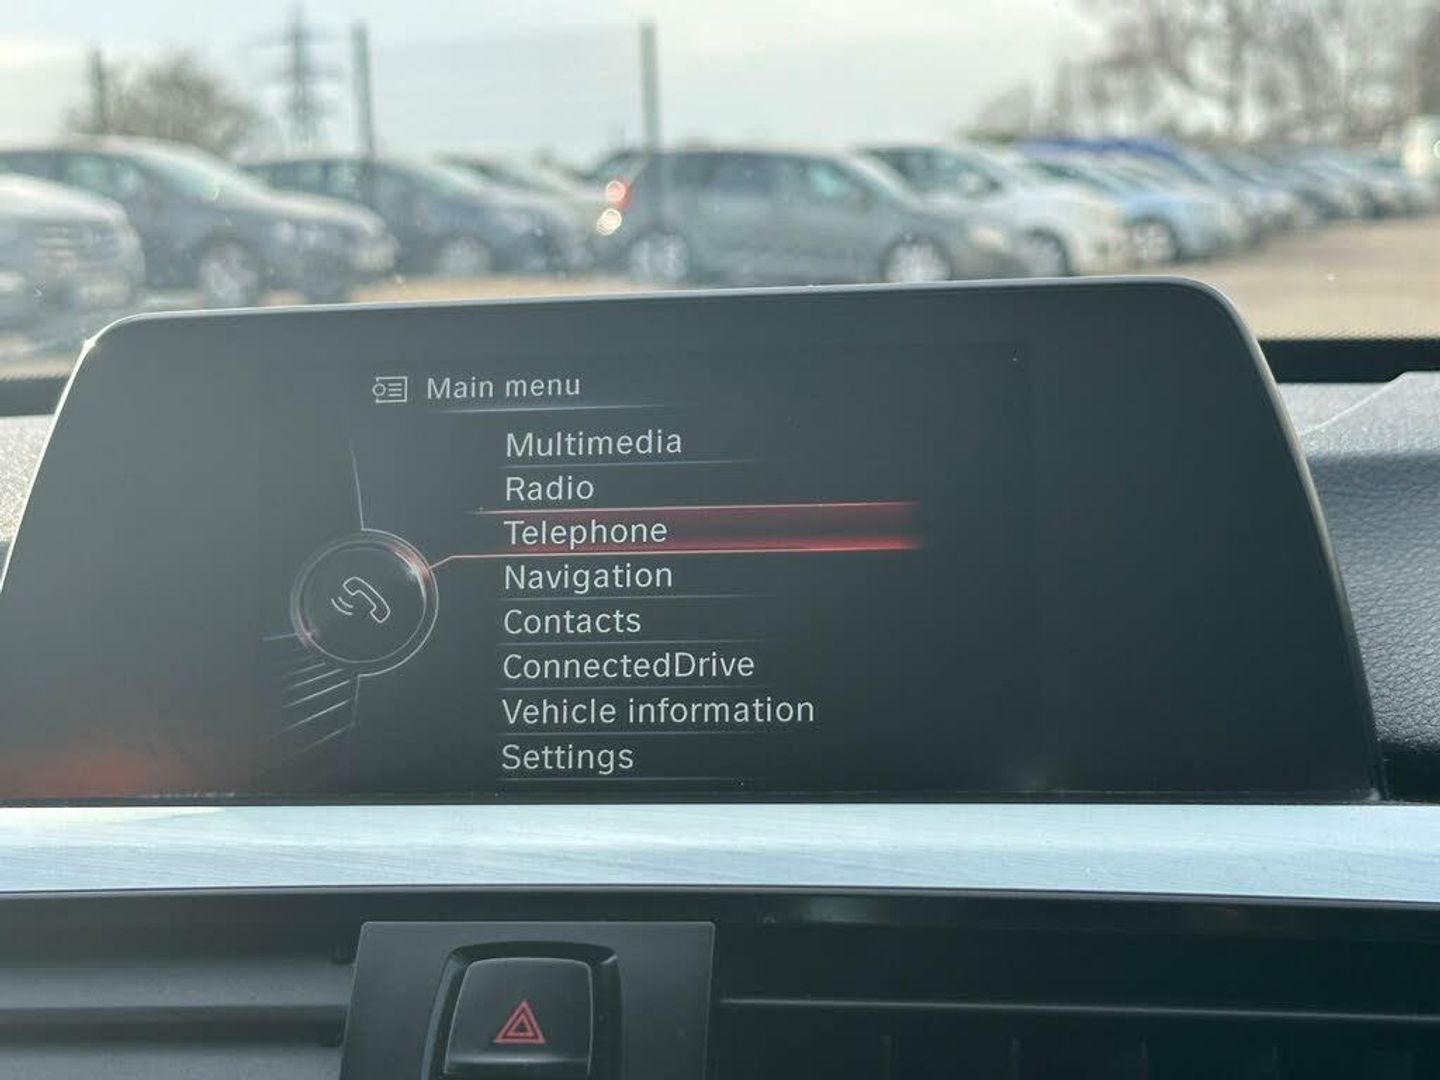 Main menu
Multimedia
Radio
Telephone
Navigation
Contacts
ConnectedDrive
Vehicle information
Settings